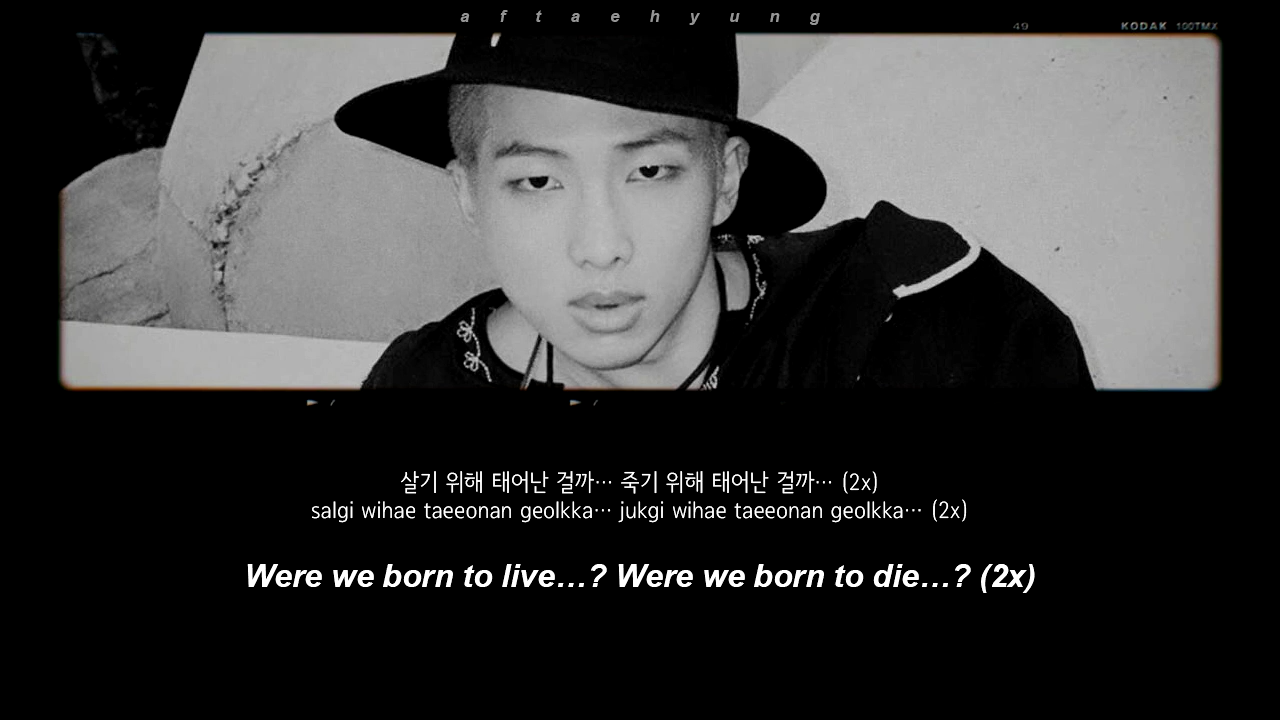 a f t a e h y u n g
49 KODAK 100TMX
살기 위해 태어난 걸까… 죽기 위해 태어난 걸까… (2x)
salgi wihae taeeonan geolkka… jukgi wihae taeeonan geolkka… (2x)
Were we born to live…? Were we born to die…? (2x)